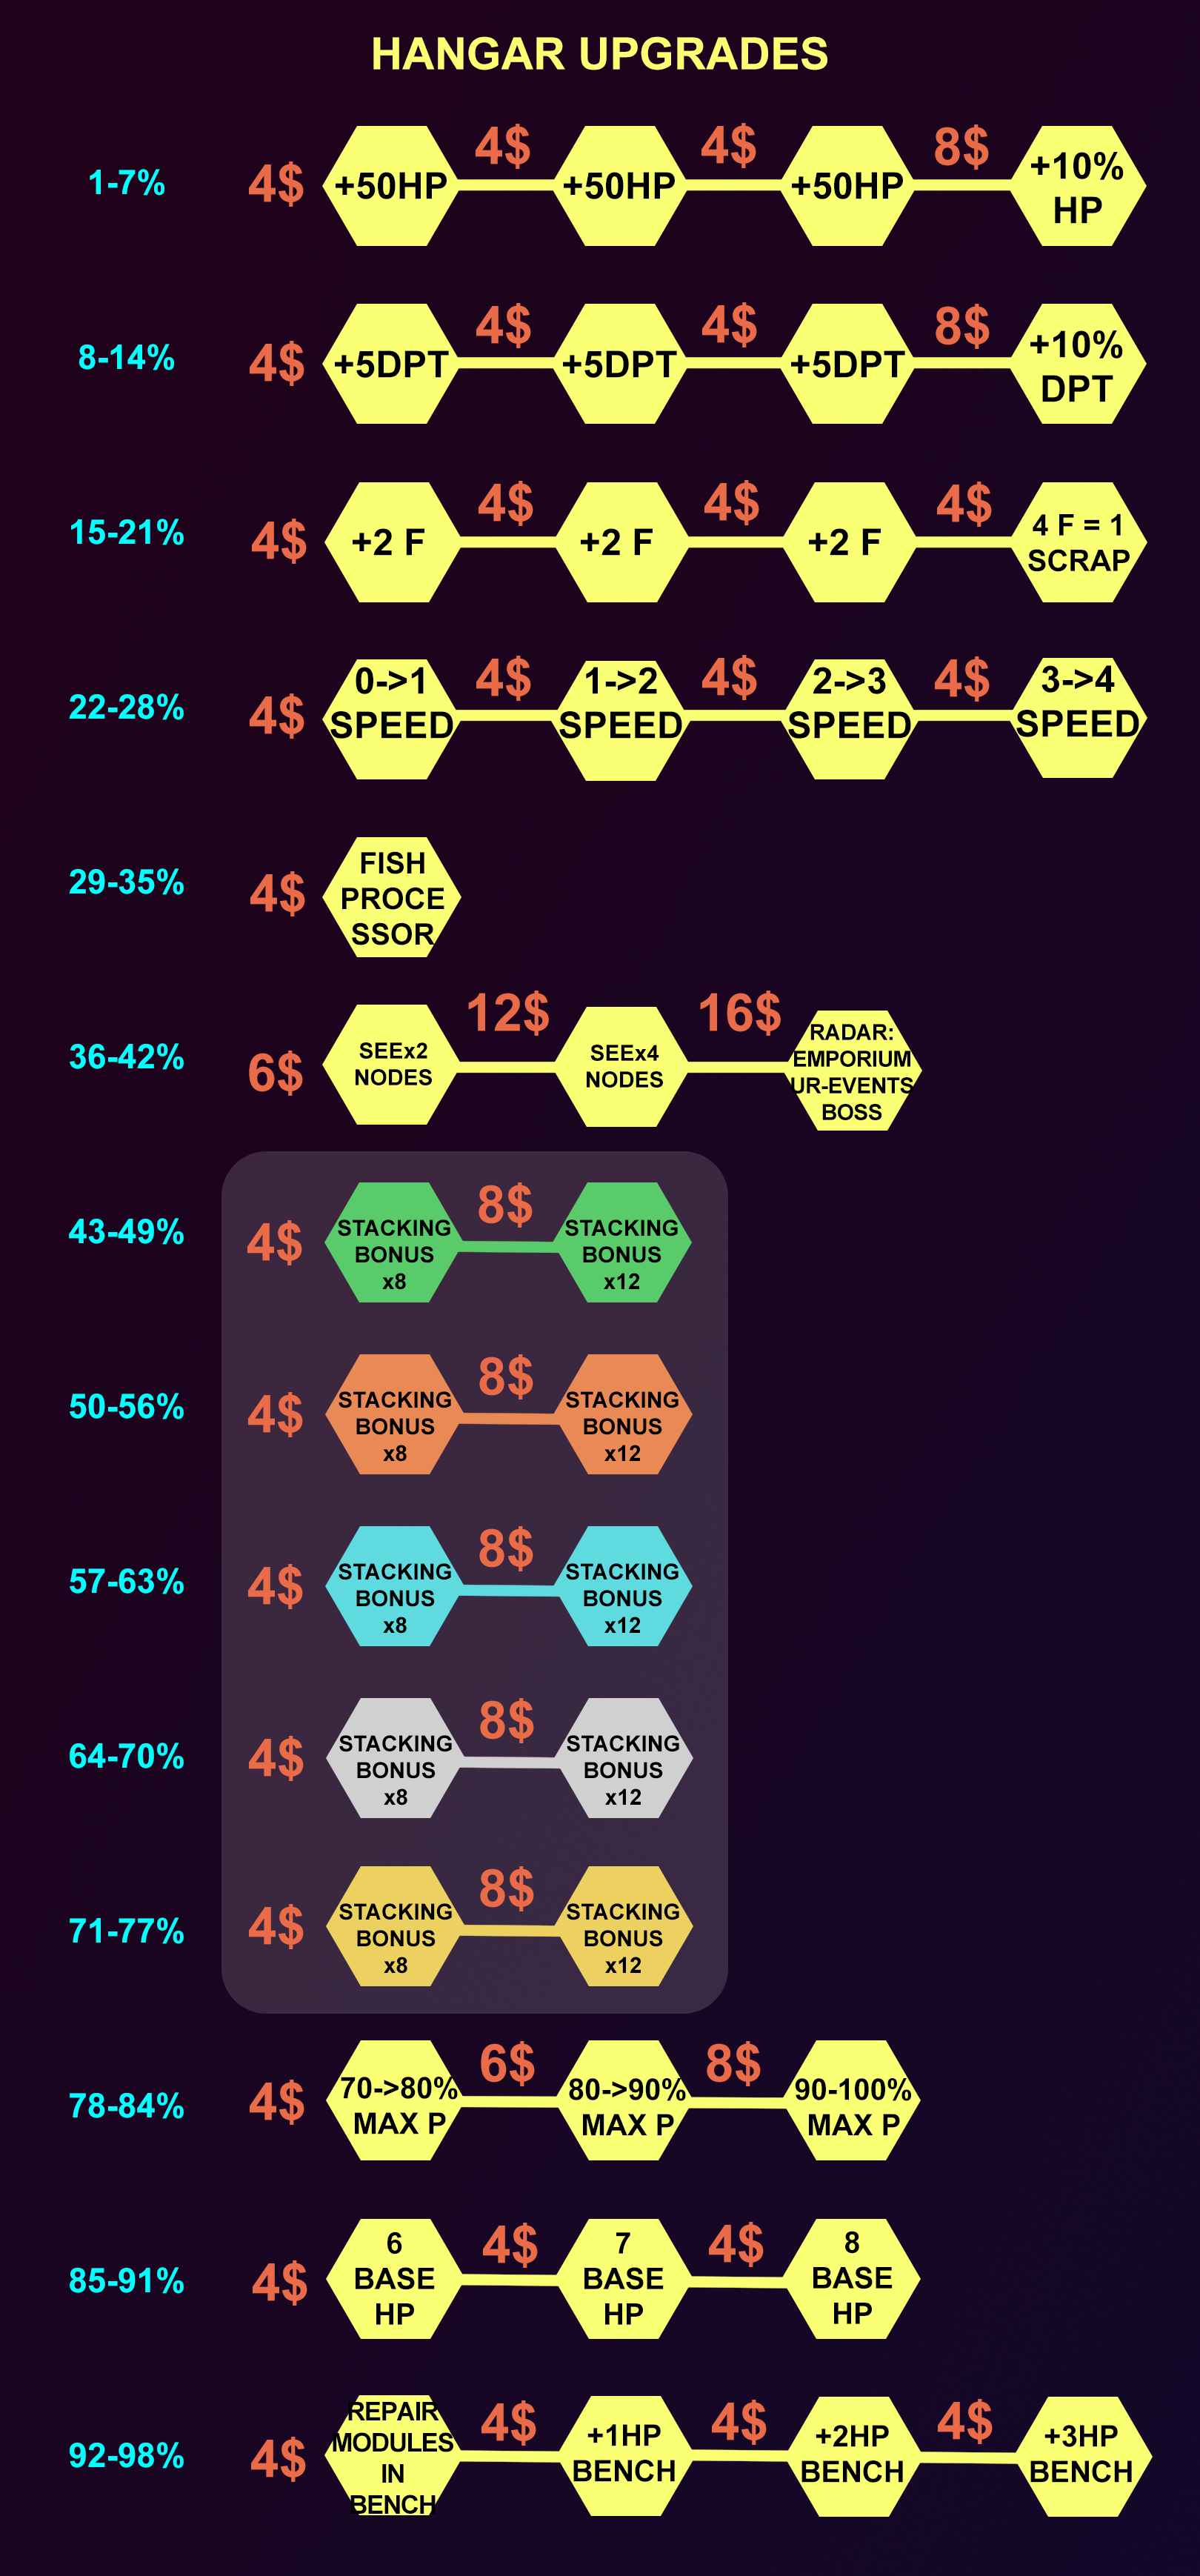 HANGAR UPGRADES
1-7%
4$
+50HP
4$
+50HP
4$
+50HP
8$
+10%
HP
8-14%
4$
+5DPT
4$
+5DPT
4$
+5DPT
8$
+10%
DPT
15-21%
4$
+2 F
4$
+2 F
4$
+2 F
4$
4 F = 1
SCRAP
22-28%
4$
0->1
SPEED
4$
1->2
SPEED
4$
2->3
SPEED
4$
3->4
SPEED
29-35%
4$
FISH
PROCE
SSOR
36-42%
6$
SEEx2
NODES
12$
SEEx4
NODES
16$
RADAR:
EMPORIUM
UR-EVENTS
BOSS
43-49%
4$
STACKING
BONUS
x8
8$
STACKING
BONUS
x12
50-56%
4$
STACKING
BONUS
x8
8$
STACKING
BONUS
x12
57-63%
4$
STACKING
BONUS
x8
8$
STACKING
BONUS
x12
64-70%
4$
STACKING
BONUS
x8
8$
STACKING
BONUS
x12
71-77%
4$
STACKING
BONUS
x8
8$
STACKING
BONUS
x12
78-84%
4$
70->80%
MAX P
6$
80->90%
MAX P
8$
90-100%
MAX P
85-91%
4$
6
BASE
HP
4$
7
BASE
HP
4$
8
BASE
HP
92-98%
4$
REPAIR
MODULES
IN
BENCH
4$
+1HP
BENCH
4$
+2HP
BENCH
4$
+3HP
BENCH